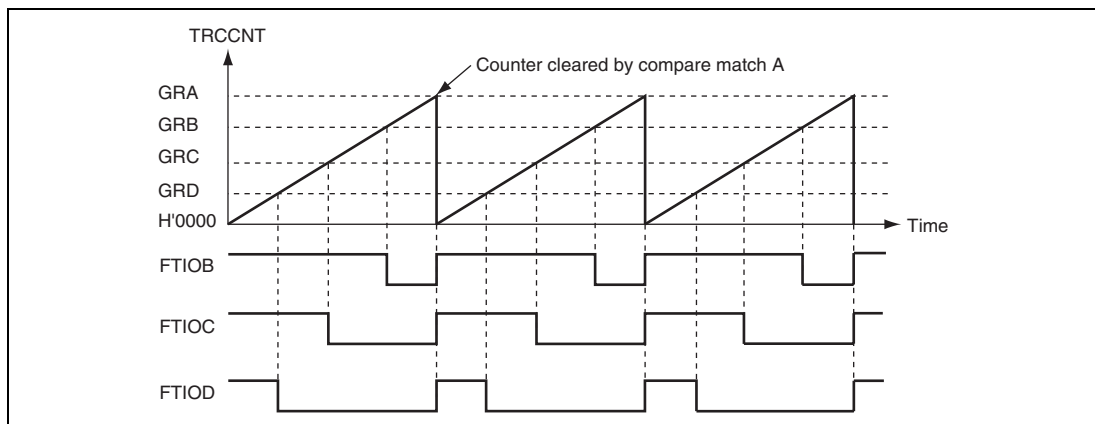 TRCCNT
Counter cleared by compare match A
GRA
GRB
GRC
GRD
H'0000
Time
FTIOB
FTIOC
FTIOD